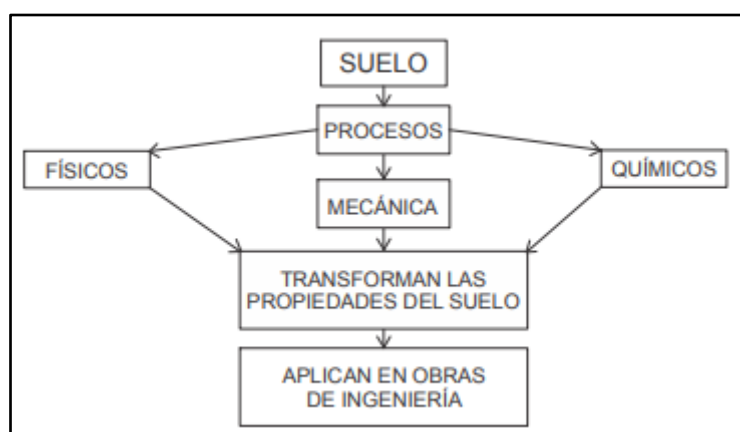 SUELO
PROCESOS
FÍSICOS
QUÍMICOS
MECÁNICA
TRANSFORMAN LAS
PROPIEDADES DEL SUELO
APLICAN EN OBRAS
DE INGENIERÍA